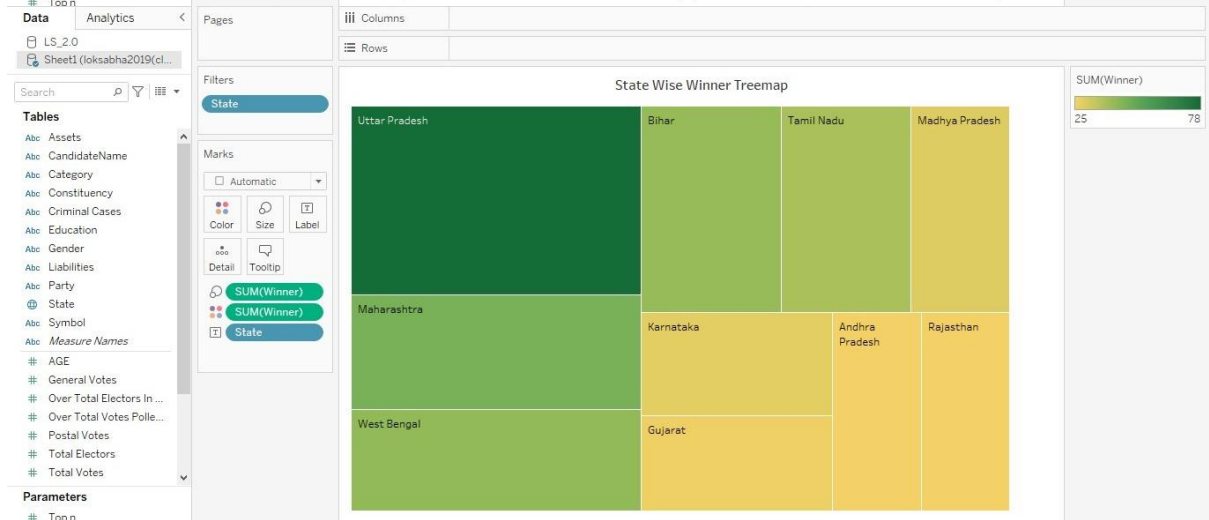 Top n
Data
Analytics
LS_2.0
Sheet1 (loksabha2019(cl...
Search
Tables
Abc Assets
Abc CandidateName
Abc Category
Abc Constituency
Abc Criminal Cases
Abc Education
Abc Gender
Abc Liabilities
Abc Party
State
Abc Symbol
Abc Measure Names
# AGE
# General Votes
# Over Total Electors In ...
# Over Total Votes Polle...
# Postal Votes
# Total Electors
# Total Votes
Parameters
# Top n
Pages
Filters
State
Marks
Automatic
Color Size Label
Detail Tooltip
SUM(Winner)
SUM(Winner)
State
Columns
Rows
State Wise Winner Treemap
Uttar Pradesh
Bihar
Tamil Nadu
Madhya Pradesh
Maharashtra
Karnataka
Andhra
Pradesh
Rajasthan
West Bengal
Gujarat
SUM(Winner)
25 78